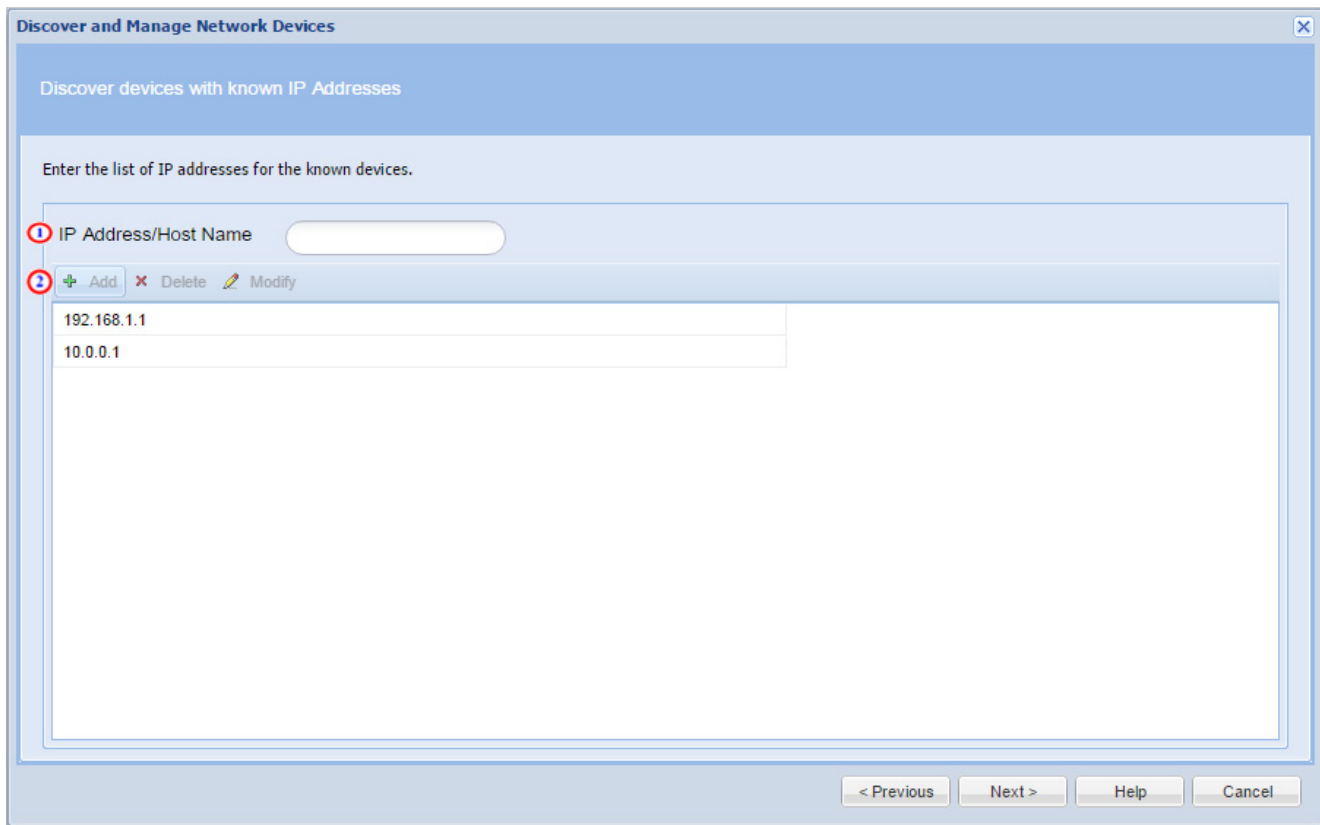 Discover and Manage Network Devices
Discover devices with known IP Addresses
Enter the list of IP addresses for the known devices.
1 IP Address/Host Name
2 Add Delete Modify
192.168.1.1
10.0.0.1
< Previous Next > Help Cancel